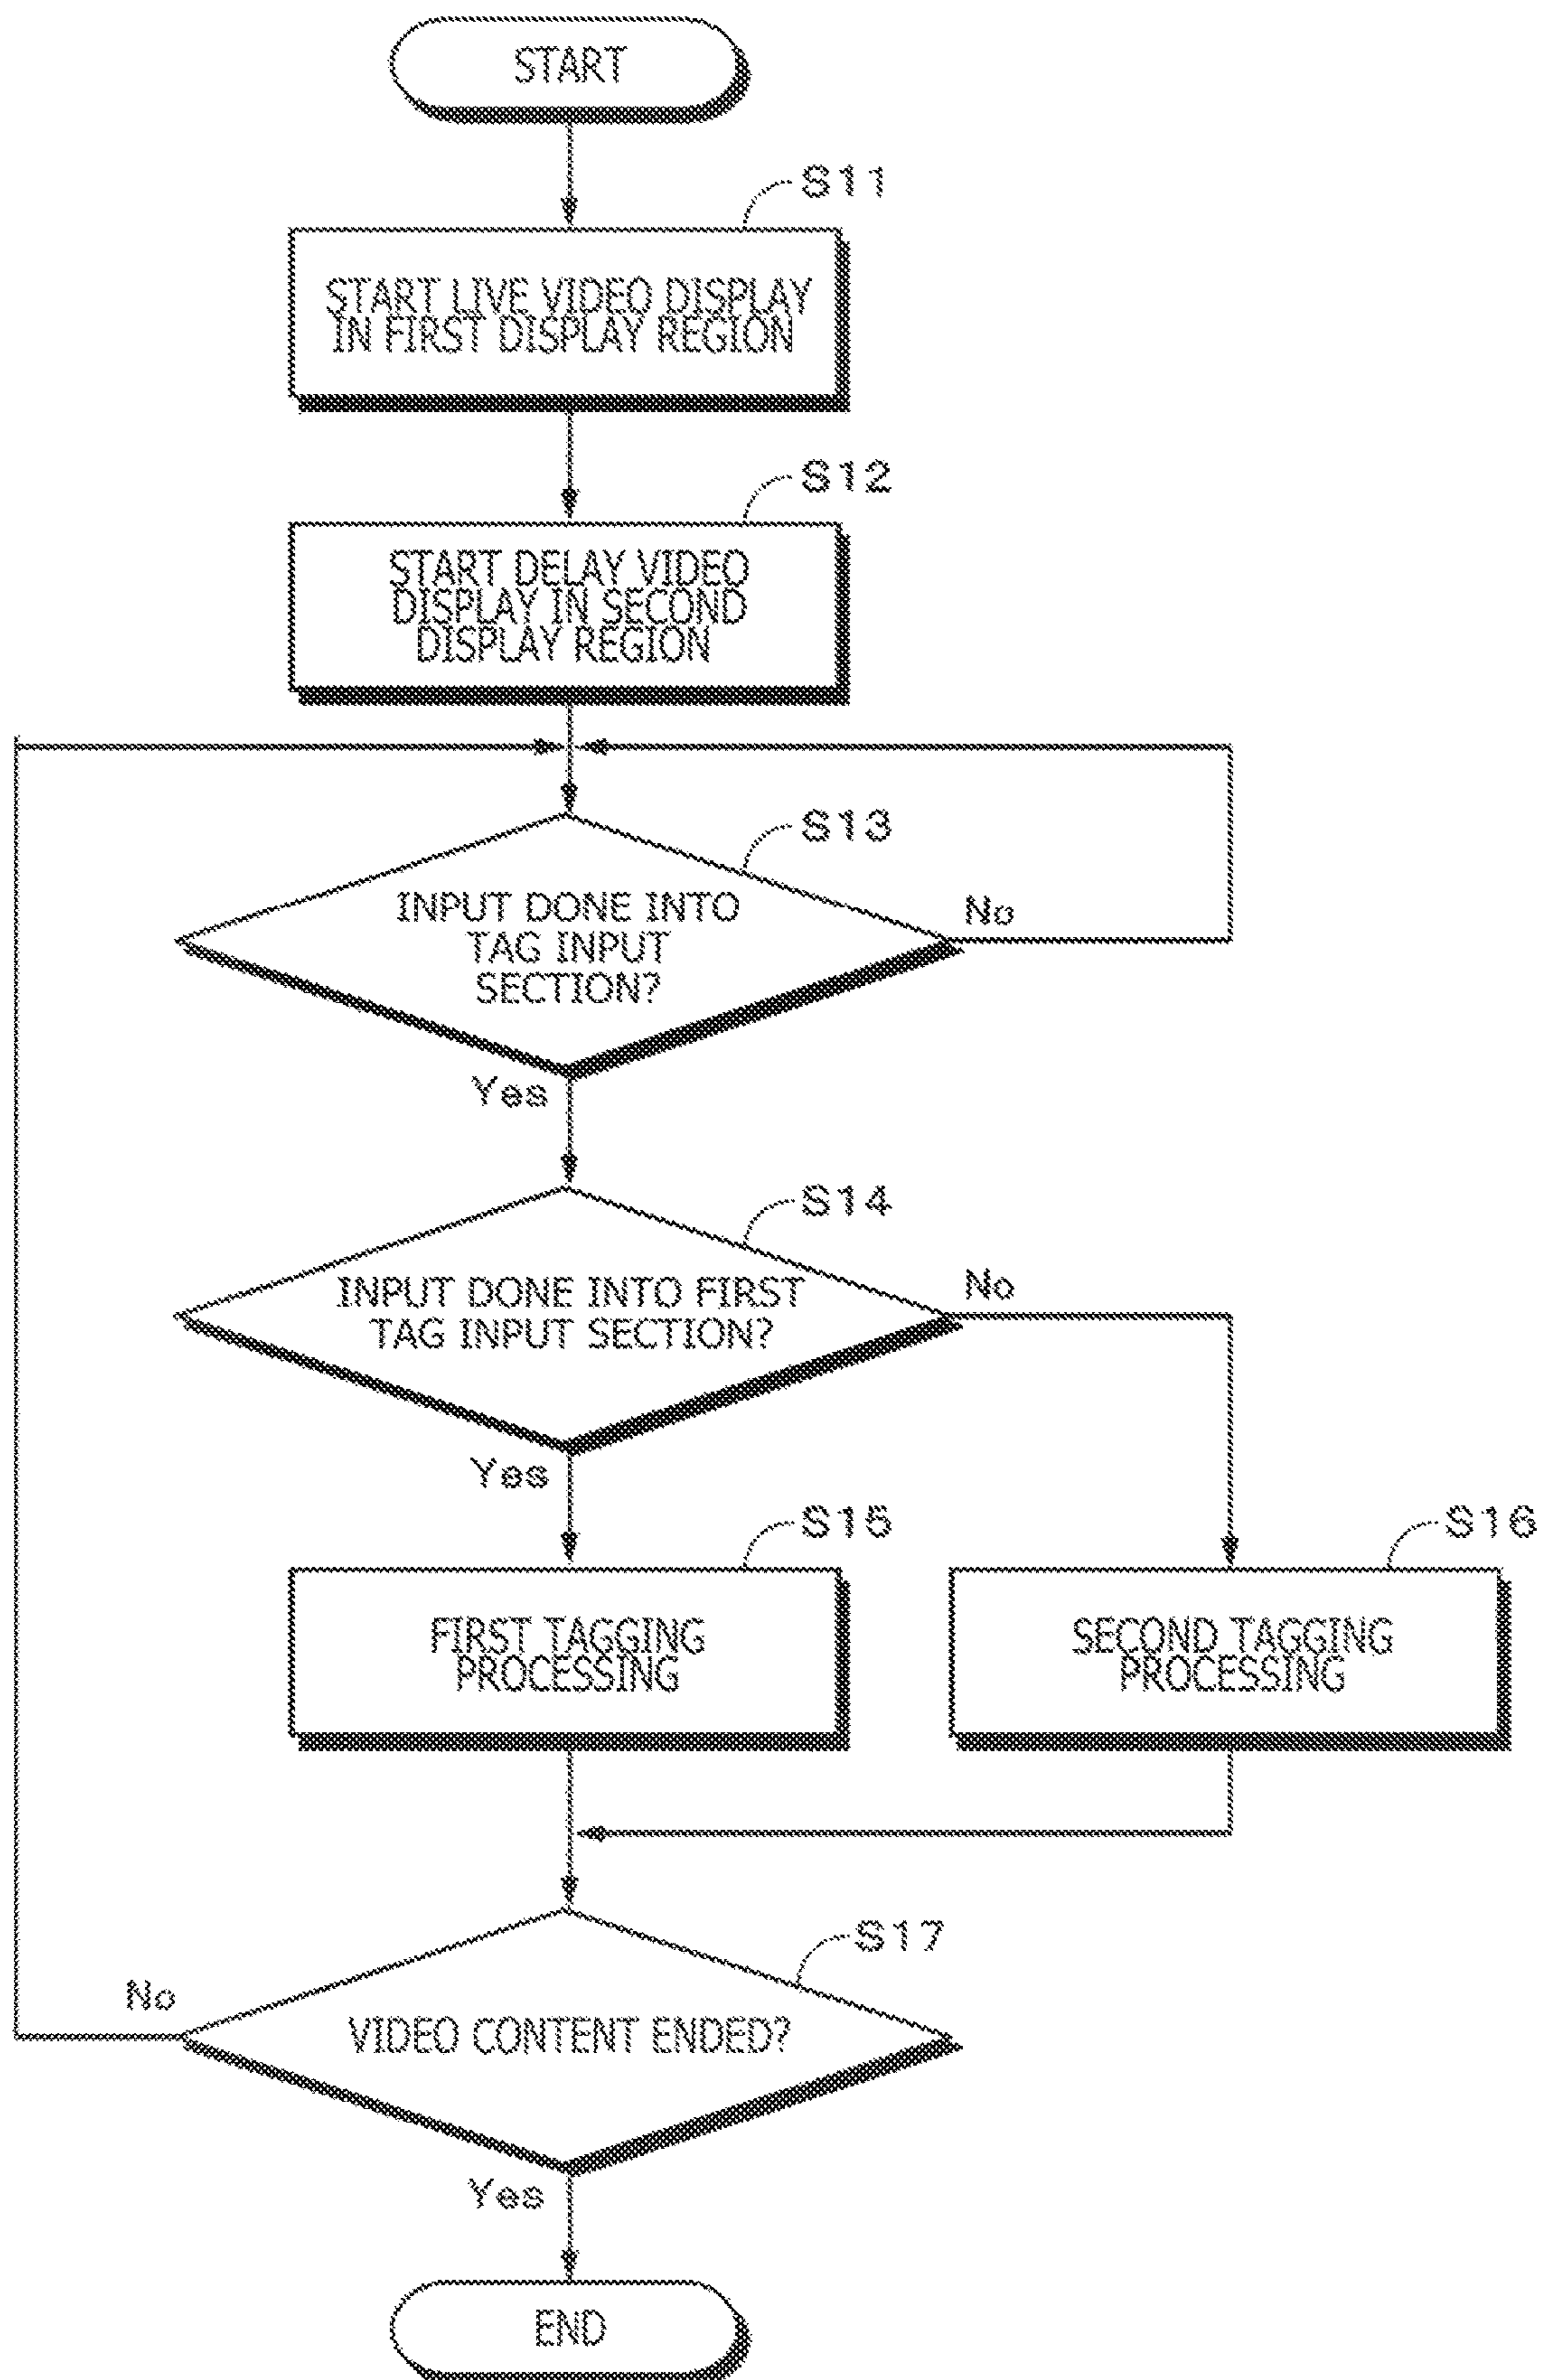 START
S11
START LIVE VIDEO DISPLAY
IN FIRST DISPLAY REGION
S12
START DELAY VIDEO
DISPLAY IN SECOND
DISPLAY REGION
S13
INPUT DONE INTO
TAG INPUT
SECTION?
No
Yes
S14
INPUT DONE INTO FIRST
TAG INPUT SECTION?
No
Yes
S15
FIRST TAGGING
PROCESSING
S16
SECOND TAGGING
PROCESSING
S17
VIDEO CONTENT ENDED?
No
Yes
END